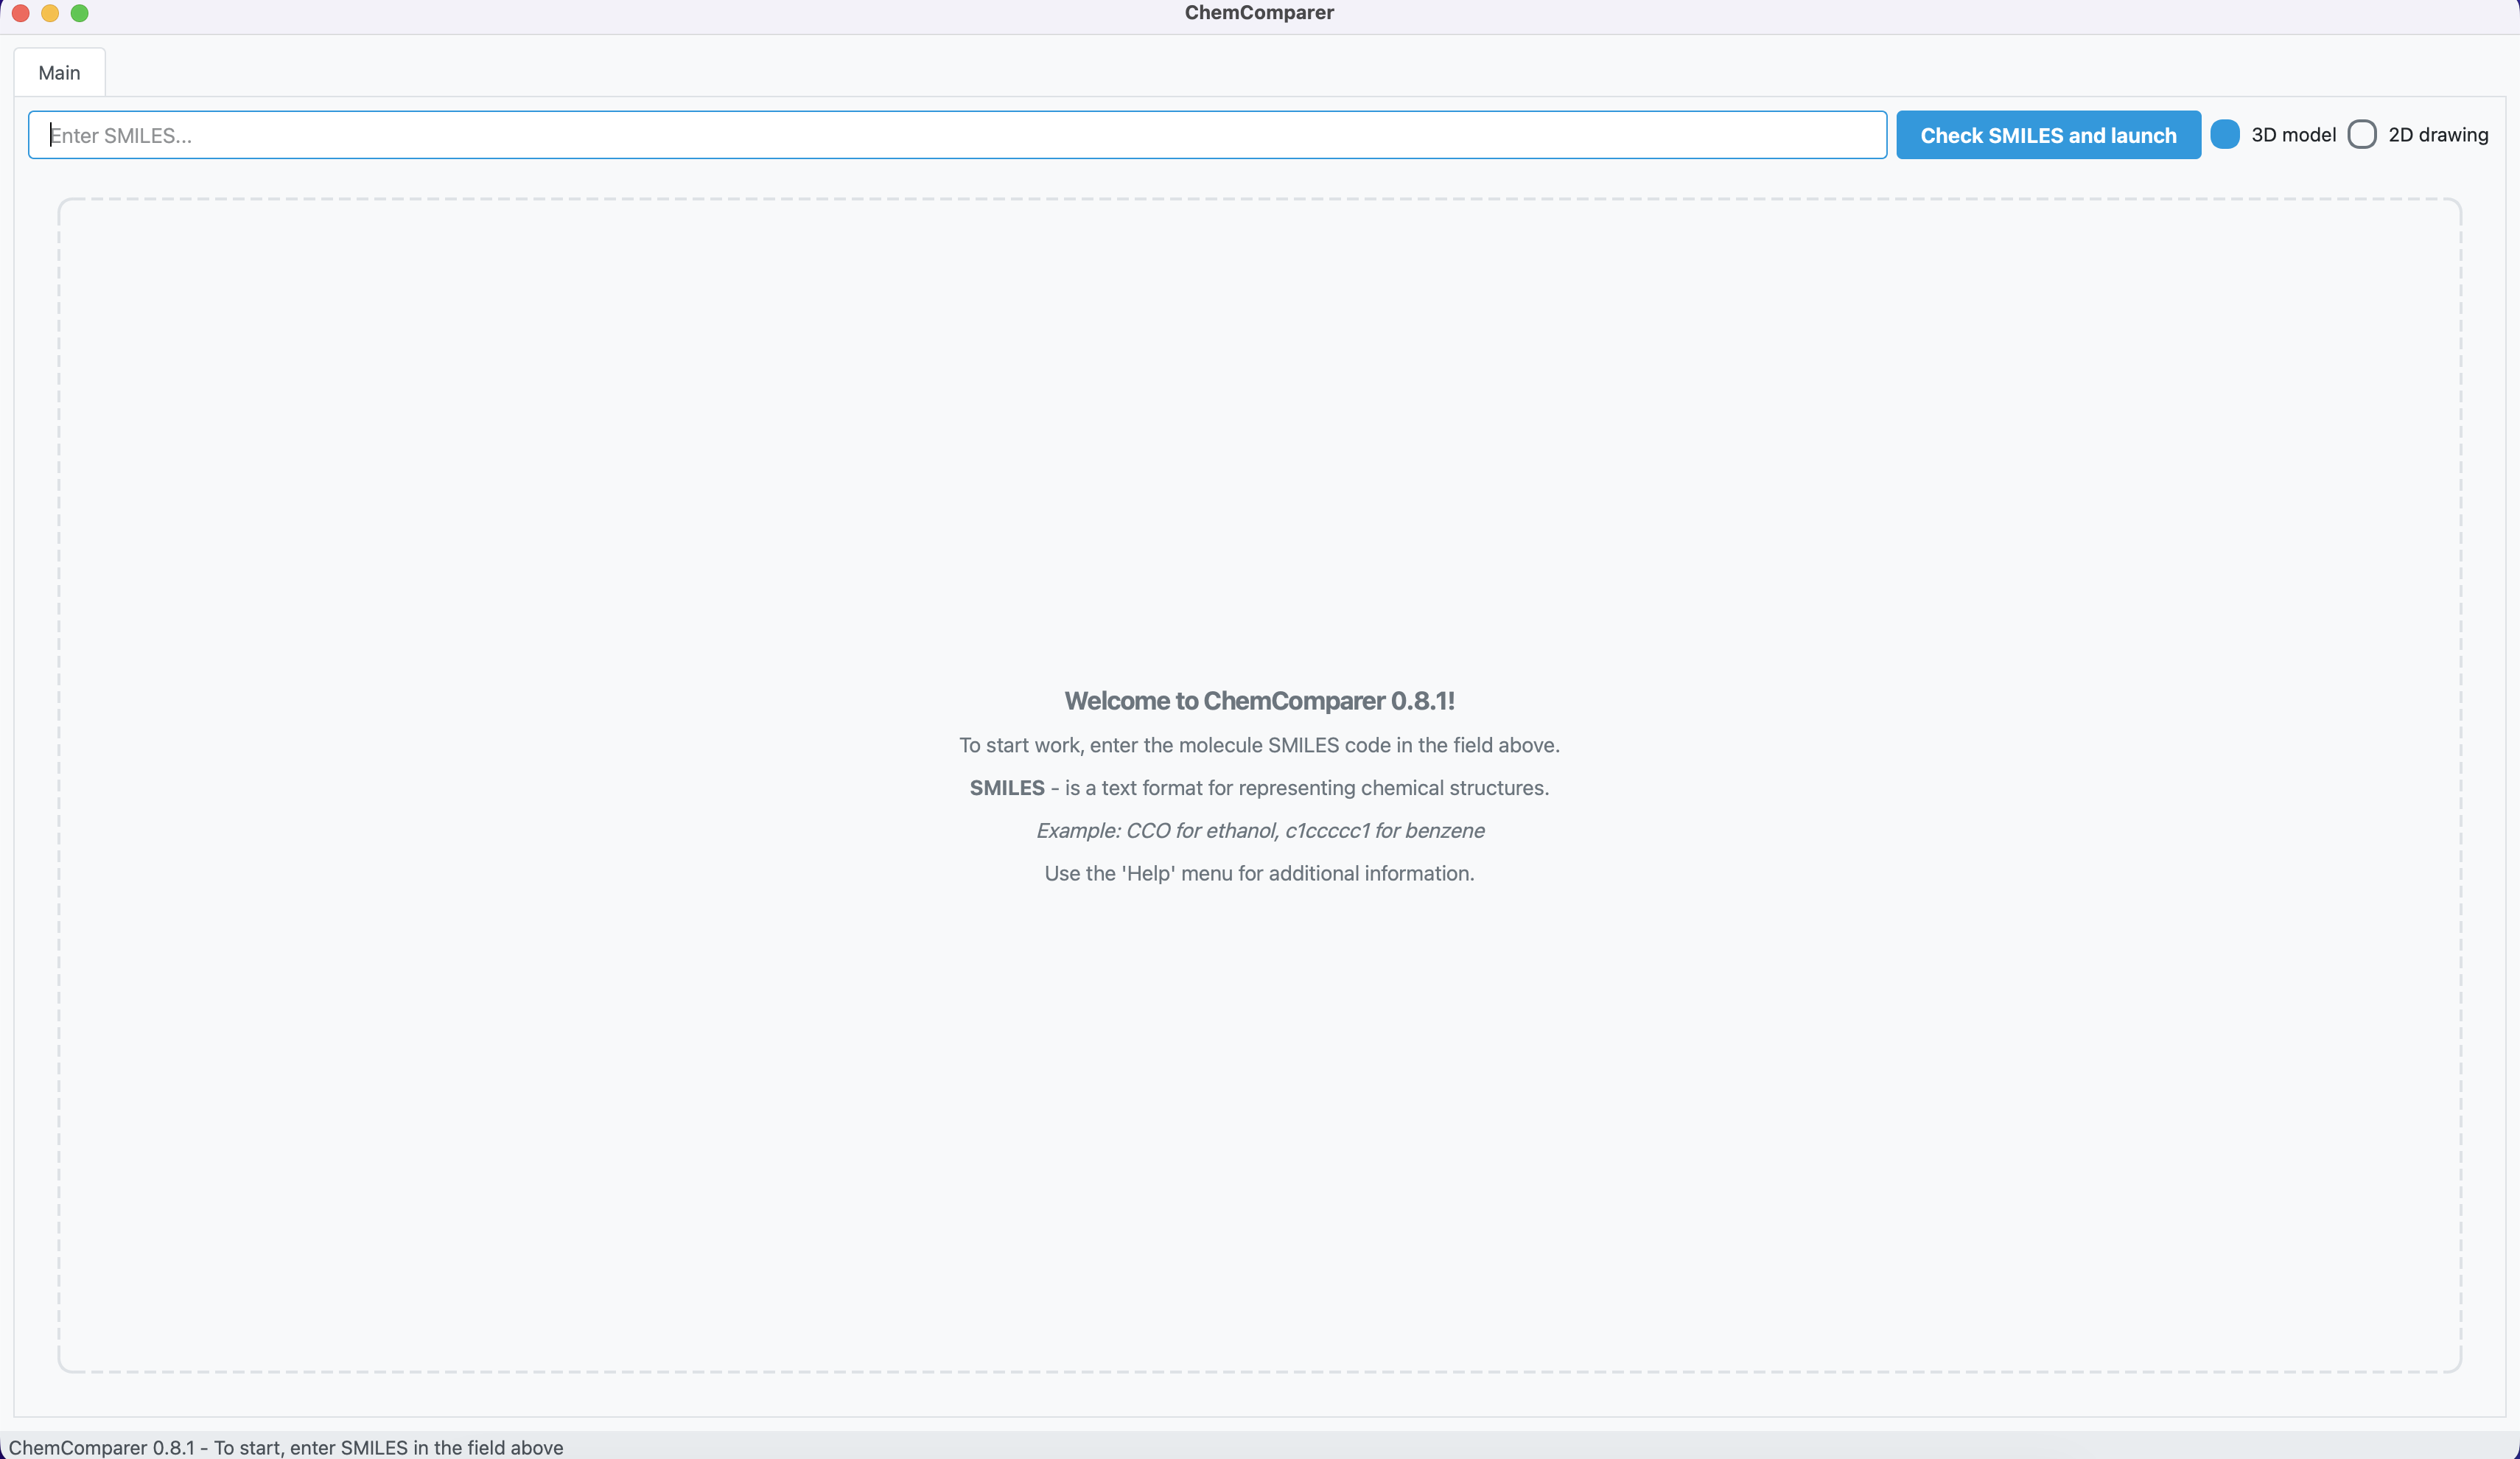 ChemComparer
Main
Enter SMILES...
Check SMILES and launch
3D model
2D drawing
Welcome to ChemComparer 0.8.1!
To start work, enter the molecule SMILES code in the field above.
SMILES - is a text format for representing chemical structures.
Example: CCO for ethanol, c1ccccc1 for benzene
Use the 'Help' menu for additional information.
ChemComparer 0.8.1 - To start, enter SMILES in the field above